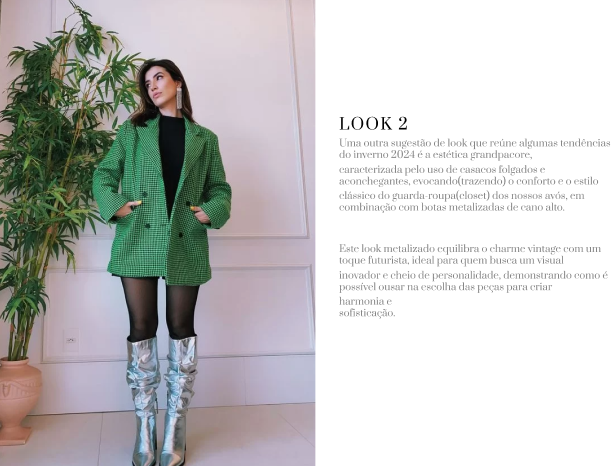 LOOK 2
Uma outra sugestão de look que reúne algumas tendências
do inverno 2024 é a estética grandpacore,
caracterizada pelo uso de casacos folgados e
aconchegantes, evocando(trazendo) o conforto e o estilo
clássico do guarda-roupa(closet) dos nossos avós, em
combinação com botas metalizadas de cano alto.
Este look metalizado equilibra o charme vintage com um
toque futurista, ideal para quem busca um visual
inovador e cheio de personalidade, demonstrando como é
possível ousar na escolha das peças para criar
harmonia e
sofisticação.